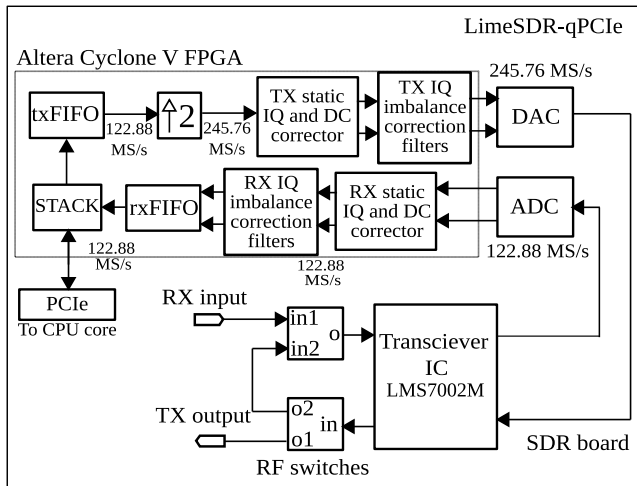 LimeSDR-qPCIe
Altera Cyclone V FPGA
txFIFO
122.88
MS/s
2
245.76
MS/s
TX static
IQ and DC
corrector
TX IQ
imbalance
correction
filters
245.76 MS/s
DAC
STACK
122.88
MS/s
rxFIFO
RX IQ
imbalance
correction
filters
122.88
MS/s
RX static
IQ and DC
corrector
ADC
122.88 MS/s
PCIe
To CPU core
RX input
in1
in2
o
Transciever
IC
LMS7002M
TX output
o2
o1
in
RF switches
SDR board